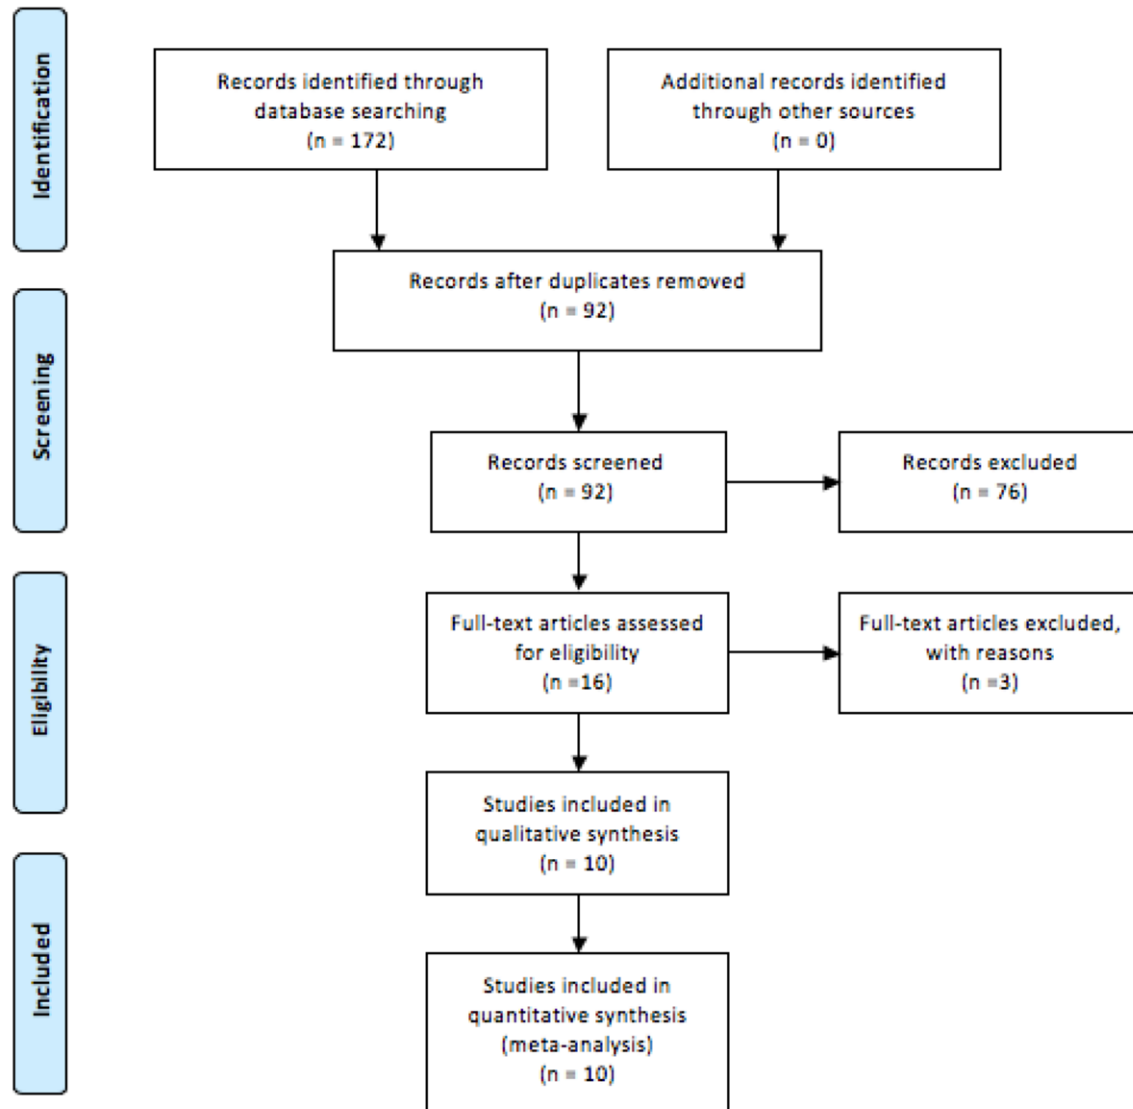 Identification
Records identified through
database searching
(n = 172)
Additional records identified
through other sources
(n = 0)
Records after duplicates removed
(n = 92)
Screening
Records screened
(n = 92)
Records excluded
(n = 76)
Eligibility
Full-text articles assessed
for eligibility
(n =16)
Full-text articles excluded,
with reasons
(n =3)
Studies included in
qualitative synthesis
(n = 10)
Included
Studies included in
quantitative synthesis
(meta-analysis)
(n = 10)